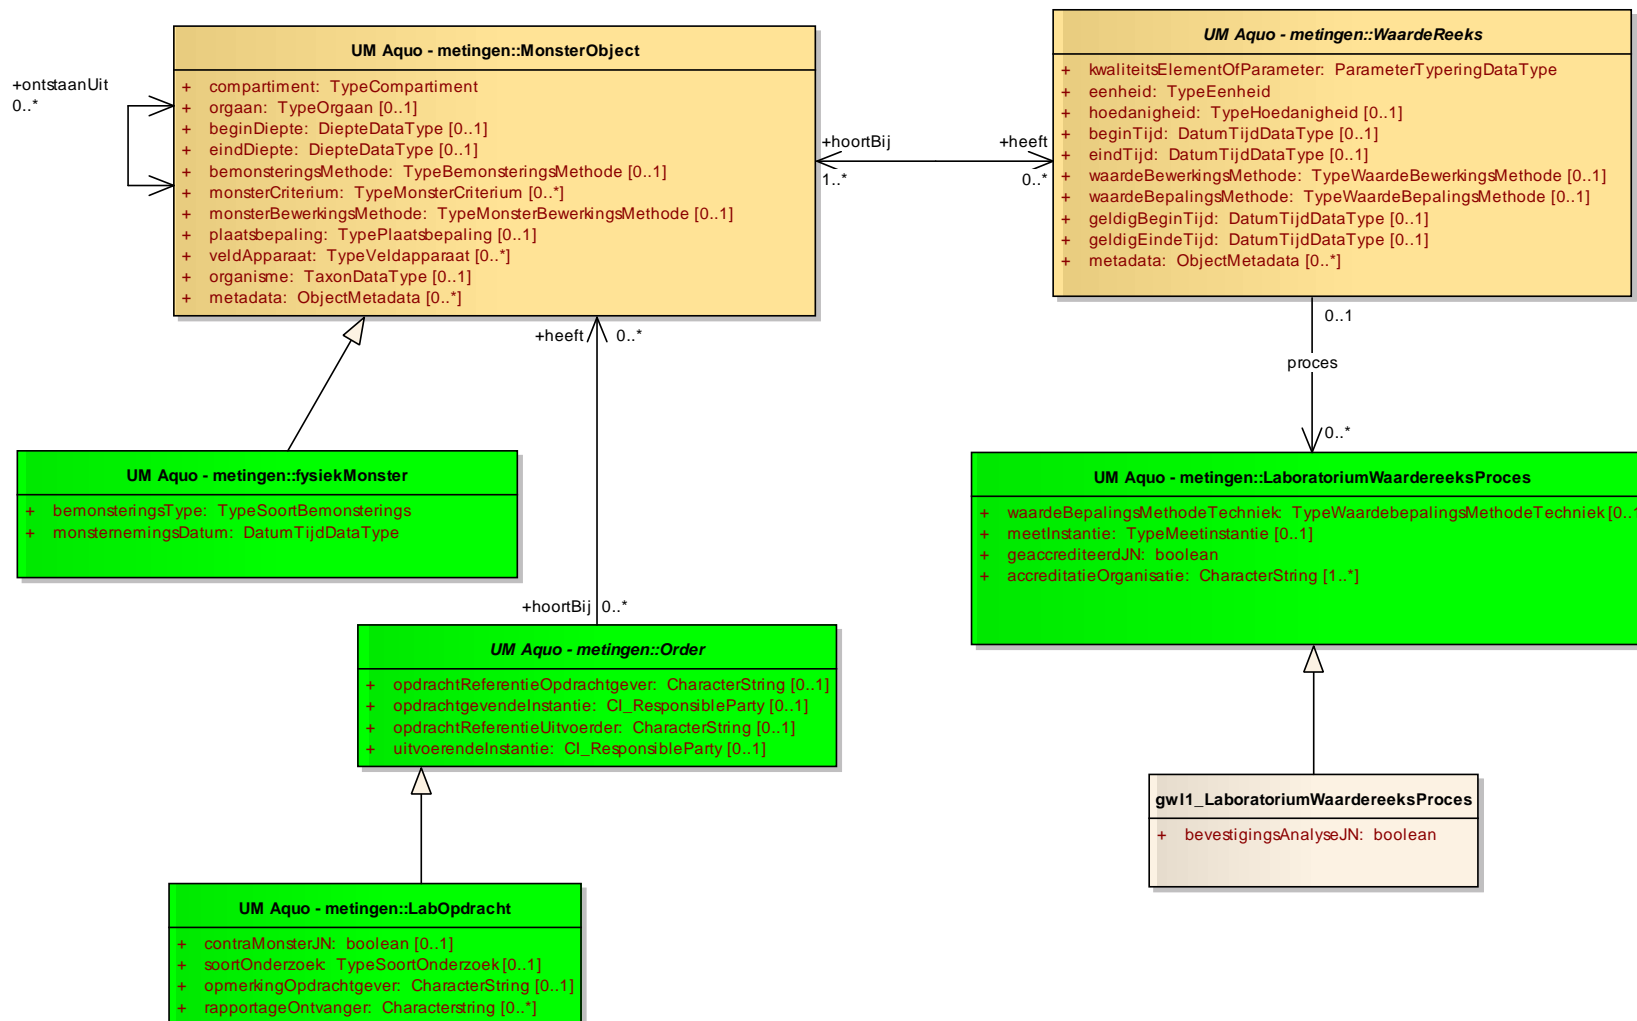 UM Aquo - metingen::MonsterObject
+ compartiment: TypeCompartiment
+ orgaan: TypeOrgaan [0..1]
+ beginDiepte: DiepteDataType [0..1]
+ eindDiepte: DiepteDataType [0..1]
+ bemonsteringsMethode: TypeBemonsteringsMethode [0..1]
+ monsterCriterium: TypeMonsterCriterium [0..*]
+ monsterBewerkingsMethode: TypeMonsterBewerkingsMethode [0..1]
+ plaatsbepaling: TypePlaatsbepaling [0..1]
+ veldApparaat: TypeVeldapparaat [0..*]
+ organisme: TaxonDataType [0..1]
+ metadata: ObjectMetadata [0..*]
+ontstaanUit
0..*
+hoortBij
1..*
+heeft
0..*
UM Aquo - metingen::WaardeReeks
+ kwaliteitsElementOfParameter: ParameterTyperingDataType
+ eenheid: TypeEenheid
+ hoedanigheid: TypeHoedanigheid [0..1]
+ beginTijd: DatumTijdDataType [0..1]
+ eindTijd: DatumTijdDataType [0..1]
+ waardeBewerkingsMethode: TypeWaardeBewerkingsMethode [0..1]
+ waardeBepalingsMethode: TypeWaardeBepalingsMethode [0..1]
+ geldigBeginTijd: DatumTijdDataType [0..1]
+ geldigEindeTijd: DatumTijdDataType [0..1]
+ metadata: ObjectMetadata [0..*]
0..1
proces
0..*
+heeft 0..*
UM Aquo - metingen::fysiekMonster
+ bemonsteringsType: TypeSoortBemonsterings
+ monsternemingsDatum: DatumTijdDataType
UM Aquo - metingen::LaboratoriumWaardereeksProces
+ waardeBepalingsMethodeTechniek: TypeWaardebepalingsMethodeTechniek [0..1
+ meetInstantie: TypeMeetinstantie [0..1]
+ geaccrediteerdJN: boolean
+ accreditatieOrganisatie: CharacterString [1..*]
+hoortBij 0..*
UM Aquo - metingen::Order
+ opdrachtReferentieOpdrachtgever: CharacterString [0..1]
+ opdrachtgevendeInstantie: CI_ResponsibleParty [0..1]
+ opdrachtReferentieUitvoerder: CharacterString [0..1]
+ uitvoerendeInstantie: CI_ResponsibleParty [0..1]
gwl1_LaboratoriumWaardereeksProces
+ bevestigingsAnalyseJN: boolean
UM Aquo - metingen::LabOpdracht
+ contraMonsterJN: boolean [0..1]
+ soortOnderzoek: TypeSoortOnderzoek [0..1]
+ opmerkingOpdrachtgever: CharacterString [0..1]
+ rapportageOntvanger: Characterstring [0..*]